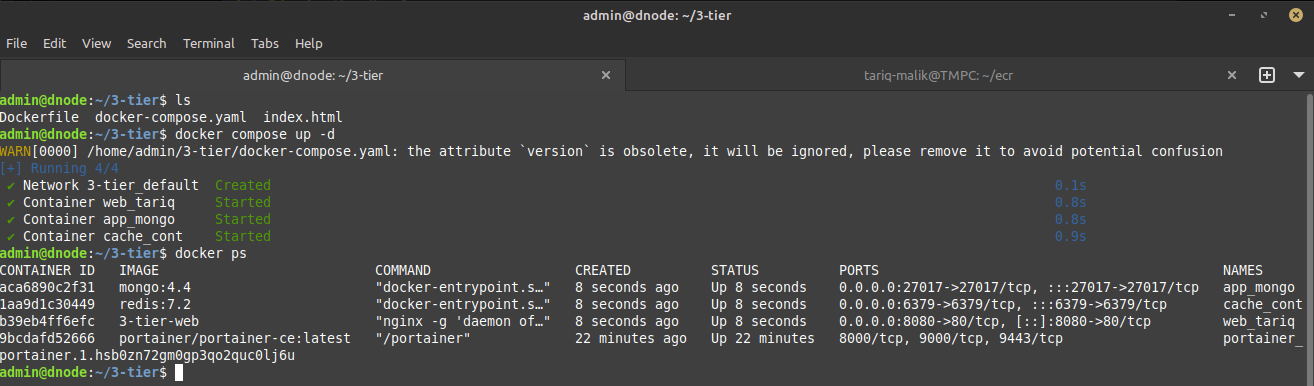 admin@dnode: ~/3-tier
File Edit View Search Terminal Tabs Help
admin@dnode: ~/3-tier × tariq-malik@TMPC: ~/ecr ×
admin@dnode:~/3-tier$ ls
Dockerfile docker-compose.yaml index.html
admin@dnode:~/3-tier$ docker compose up -d
WARN[0000] /home/admin/3-tier/docker-compose.yaml: the attribute `version` is obsolete, it will be ignored, please remove it to avoid potential confusion
[+] Running 4/4
✔ Network 3-tier_default Created 0.1s
✔ Container web_tariq Started 0.8s
✔ Container app_mongo Started 0.8s
✔ Container cache_cont Started 0.9s
admin@dnode:~/3-tier$ docker ps
CONTAINER ID IMAGE COMMAND CREATED STATUS PORTS NAMES
aca6890c2f31 mongo:4.4 "docker-entrypoint.s…" 8 seconds ago Up 8 seconds 0.0.0.0:27017->27017/tcp, :::27017->27017/tcp app_mongo
1aa9d1c30449 redis:7.2 "docker-entrypoint.s…" 8 seconds ago Up 8 seconds 0.0.0.0:6379->6379/tcp, :::6379->6379/tcp cache_cont
b39eb4ff6efc 3-tier-web "nginx -g 'daemon of…" 8 seconds ago Up 8 seconds 0.0.0.0:8080->80/tcp, [::]:8080->80/tcp web_tariq
9bcdafd52666 portainer/portainer-ce:latest "/portainer" 22 minutes ago Up 22 minutes 8000/tcp, 9000/tcp, 9443/tcp portainer_
portainer.1.hsb0zn72gm0gp3qo2quc0lj6u
admin@dnode:~/3-tier$